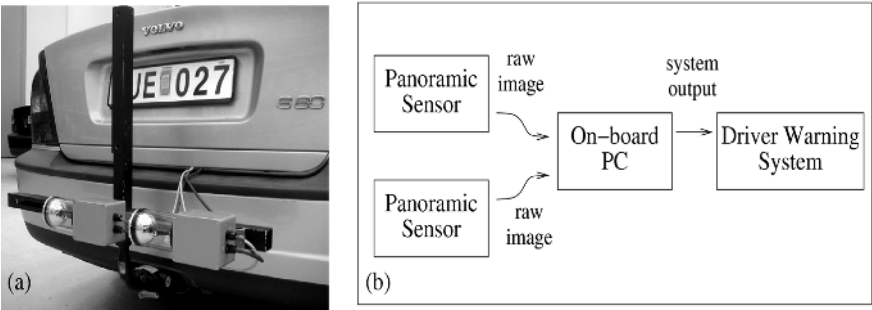 VOLVO
UE 027
S 80
(a)
Panoramic
Sensor
raw
image
Panoramic
Sensor
raw
image
On-board
PC
system
output
Driver Warning
System
(b)